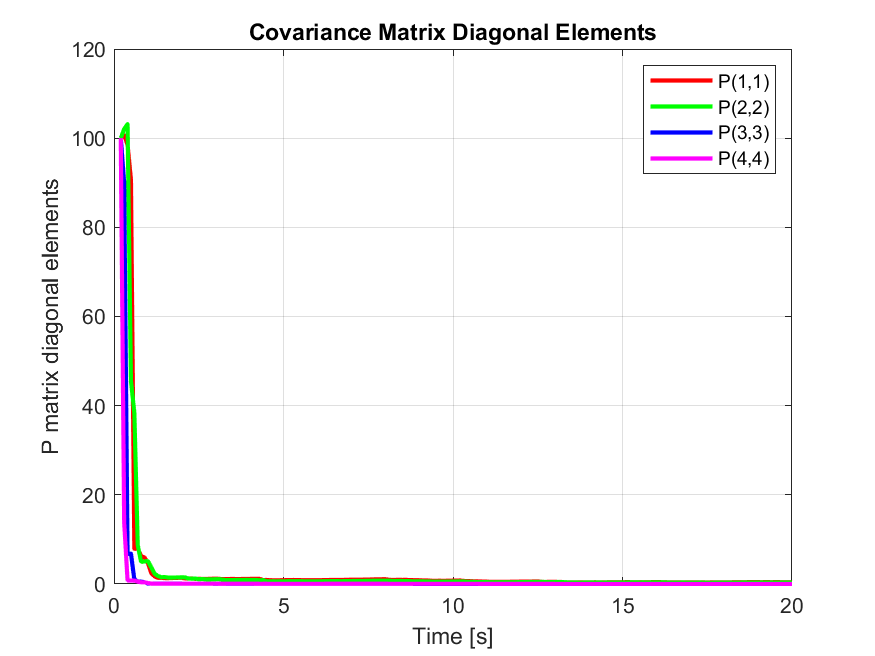 Covariance Matrix Diagonal Elements
120
100
80
60
40
20
0
P matrix diagonal elements
P(1,1)
P(2,2)
P(3,3)
P(4,4)
0 5 10 15 20
Time [s]